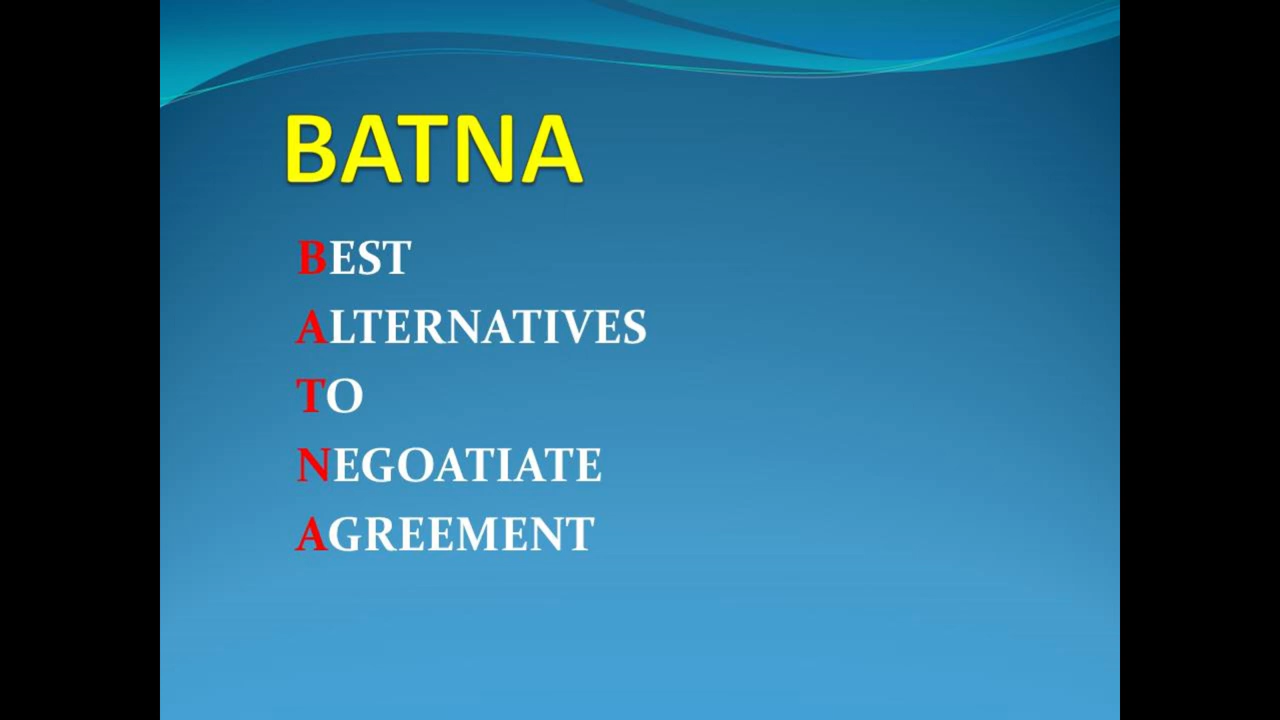 BATNA
BEST
ALTERNATIVES
TO
NEGOATIATE
AGREEMENT